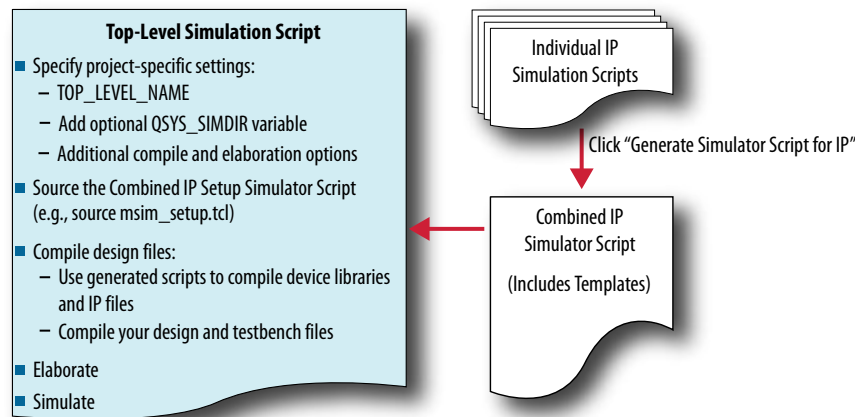 Top-Level Simulation Script
Specify project-specific settings:
– TOP_LEVEL_NAME
– Add optional QSYS_SIMDIR variable
– Additional compile and elaboration options
Source the Combined IP Setup Simulator Script
(e.g., source msim_setup.tcl)
Compile design files:
– Use generated scripts to compile device libraries
and IP files
– Compile your design and testbench files
Elaborate
Simulate
Individual IP
Simulation Scripts
Click “Generate Simulator Script for IP”
Combined IP
Simulator Script
(Includes Templates)